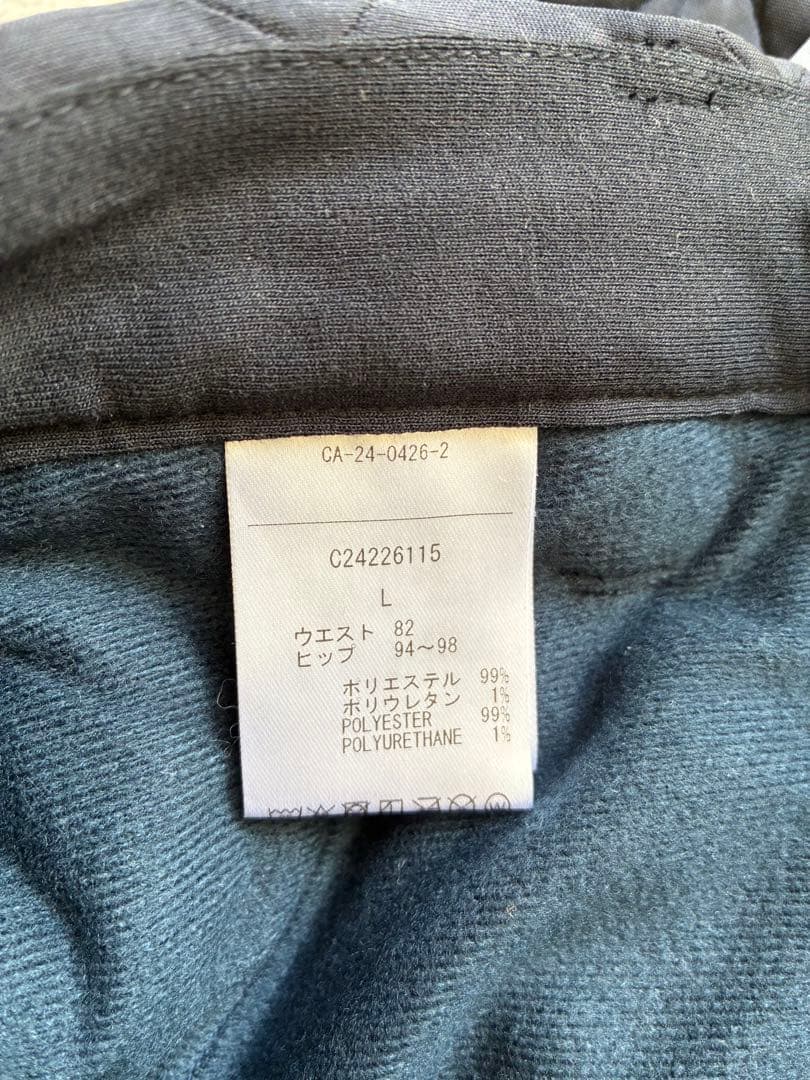 CA-24-0426-2
C24226115
L
ウエスト 82
ヒップ 94～98
ポリエステル 99%
ポリウレタン 1%
POLYESTER 99%
POLYURETHANE 1%